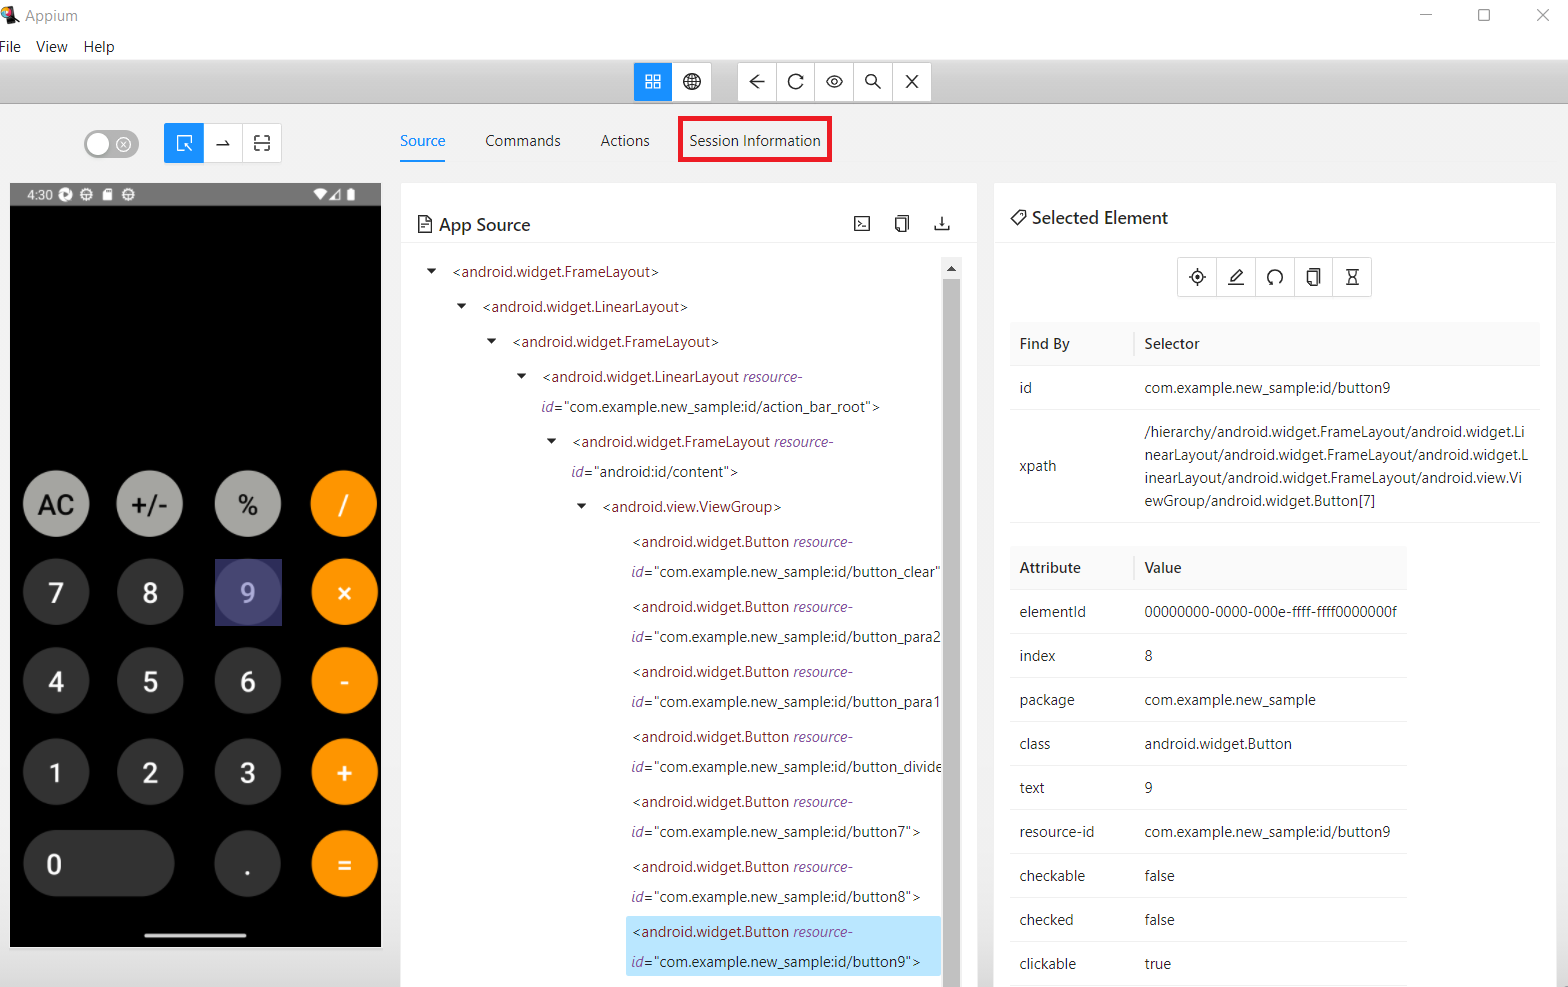 Appium
File View Help
Source Commands Actions Session Information
4:30
AC +/- % /
7 8 9 ×
4 5 6 -
1 2 3 +
0 . =
App Source
<android.widget.FrameLayout>
<android.widget.LinearLayout>
<android.widget.FrameLayout>
<android.widget.LinearLayout resource-
id="com.example.new_sample:id/action_bar_root">
<android.widget.FrameLayout resource-
id="android:id/content">
<android.view.ViewGroup>
<android.widget.Button resource-
id="com.example.new_sample:id/button_clear"
<android.widget.Button resource-
id="com.example.new_sample:id/button_para2
<android.widget.Button resource-
id="com.example.new_sample:id/button_para1
<android.widget.Button resource-
id="com.example.new_sample:id/button_divide
<android.widget.Button resource-
id="com.example.new_sample:id/button7">
<android.widget.Button resource-
id="com.example.new_sample:id/button8">
<android.widget.Button resource-
id="com.example.new_sample:id/button9">
Selected Element
Find By Selector
id com.example.new_sample:id/button9
xpath
/hierarchy/android.widget.FrameLayout/android.widget.Li
nearLayout/android.widget.FrameLayout/android.widget.L
inearLayout/android.widget.FrameLayout/android.view.Vi
ewGroup/android.widget.Button[7]
Attribute Value
elementId 00000000-0000-000e-ffff-ffff0000000f
index 8
package com.example.new_sample
class android.widget.Button
text 9
resource-id com.example.new_sample:id/button9
checkable false
checked false
clickable true